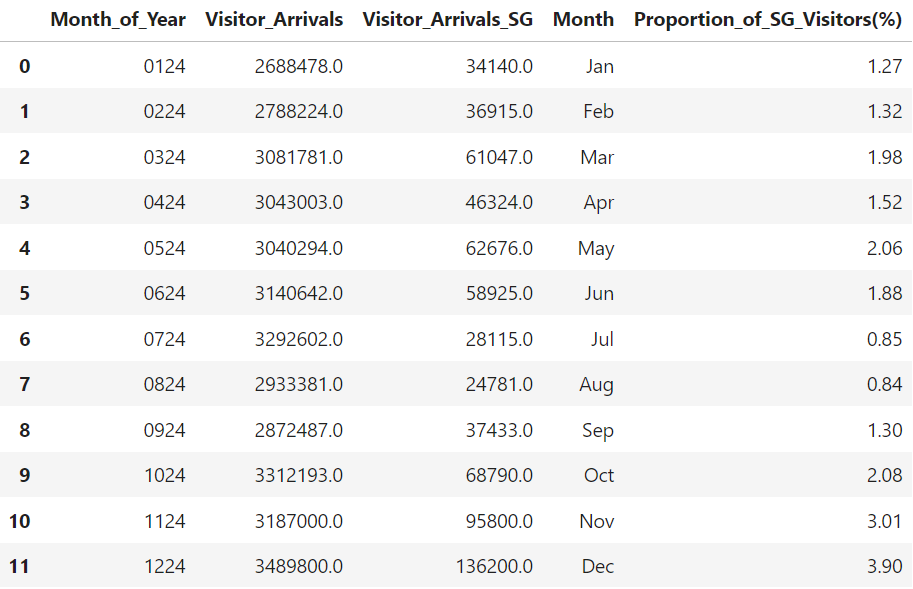 Month_of_Year Visitor_Arrivals Visitor_Arrivals_SG Month Proportion_of_SG_Visitors(%)
0 0124 2688478.0 34140.0 Jan 1.27
1 0224 2788224.0 36915.0 Feb 1.32
2 0324 3081781.0 61047.0 Mar 1.98
3 0424 3043003.0 46324.0 Apr 1.52
4 0524 3040294.0 62676.0 May 2.06
5 0624 3140642.0 58925.0 Jun 1.88
6 0724 3292602.0 28115.0 Jul 0.85
7 0824 2933381.0 24781.0 Aug 0.84
8 0924 2872487.0 37433.0 Sep 1.30
9 1024 3312193.0 68790.0 Oct 2.08
10 1124 3187000.0 95800.0 Nov 3.01
11 1224 3489800.0 136200.0 Dec 3.90